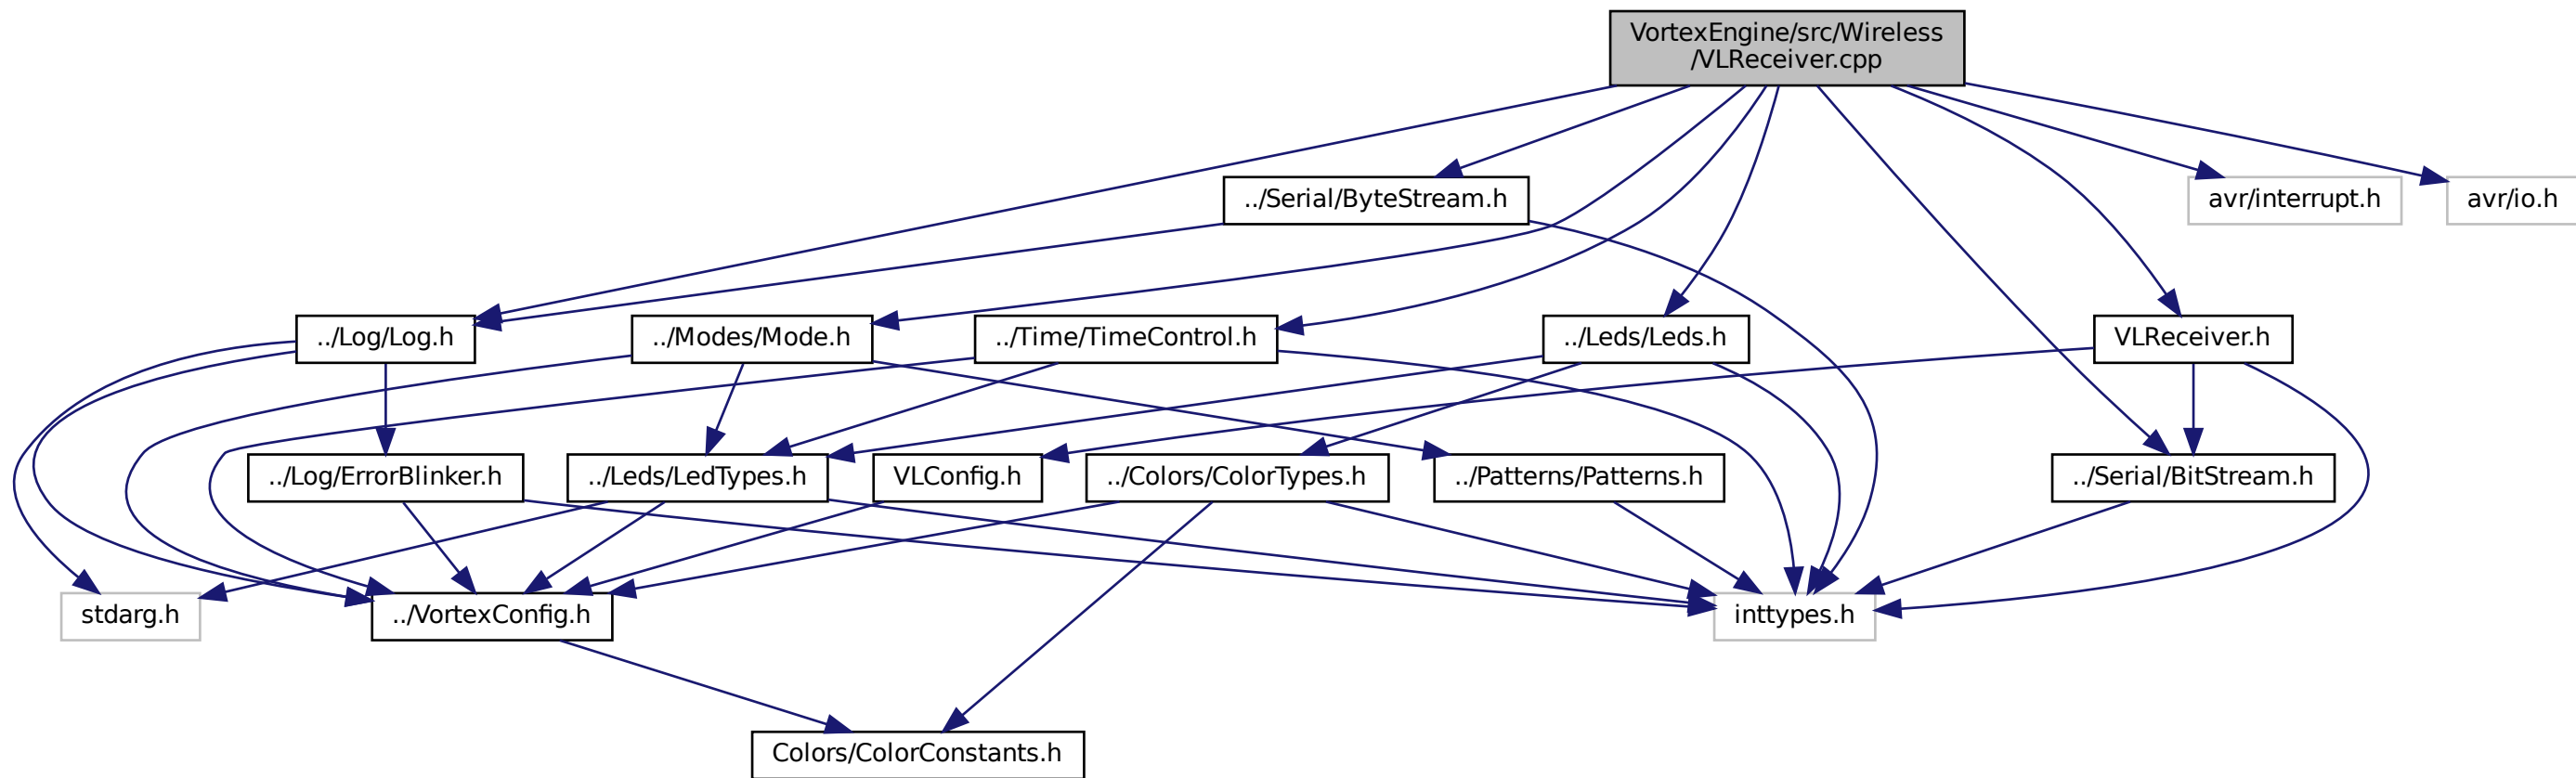 VortexEngine/src/Wireless
/VLReceiver.cpp
../Serial/ByteStream.h
avr/interrupt.h
avr/io.h
../Log/Log.h
../Modes/Mode.h
../Time/TimeControl.h
../Leds/Leds.h
VLReceiver.h
../Log/ErrorBlinker.h
../Leds/LedTypes.h
VLConfig.h
../Colors/ColorTypes.h
../Patterns/Patterns.h
../Serial/BitStream.h
stdarg.h
../VortexConfig.h
inttypes.h
Colors/ColorConstants.h